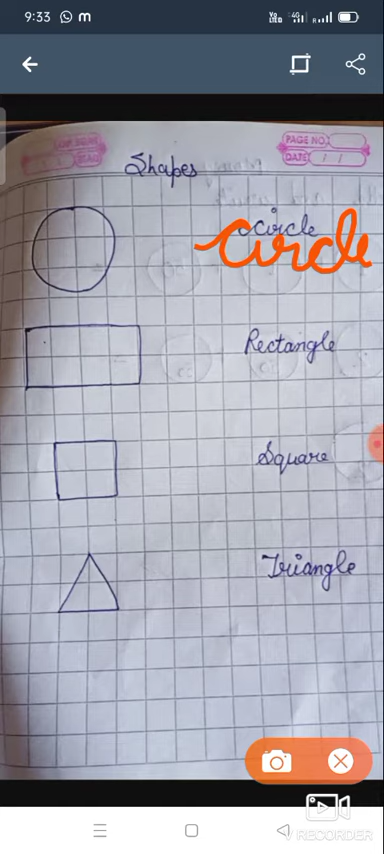 9:33 m
PAGE NO.
DATE / /
Shapes
circle
circle
Rectangle
Square
Triangle
RECORDER